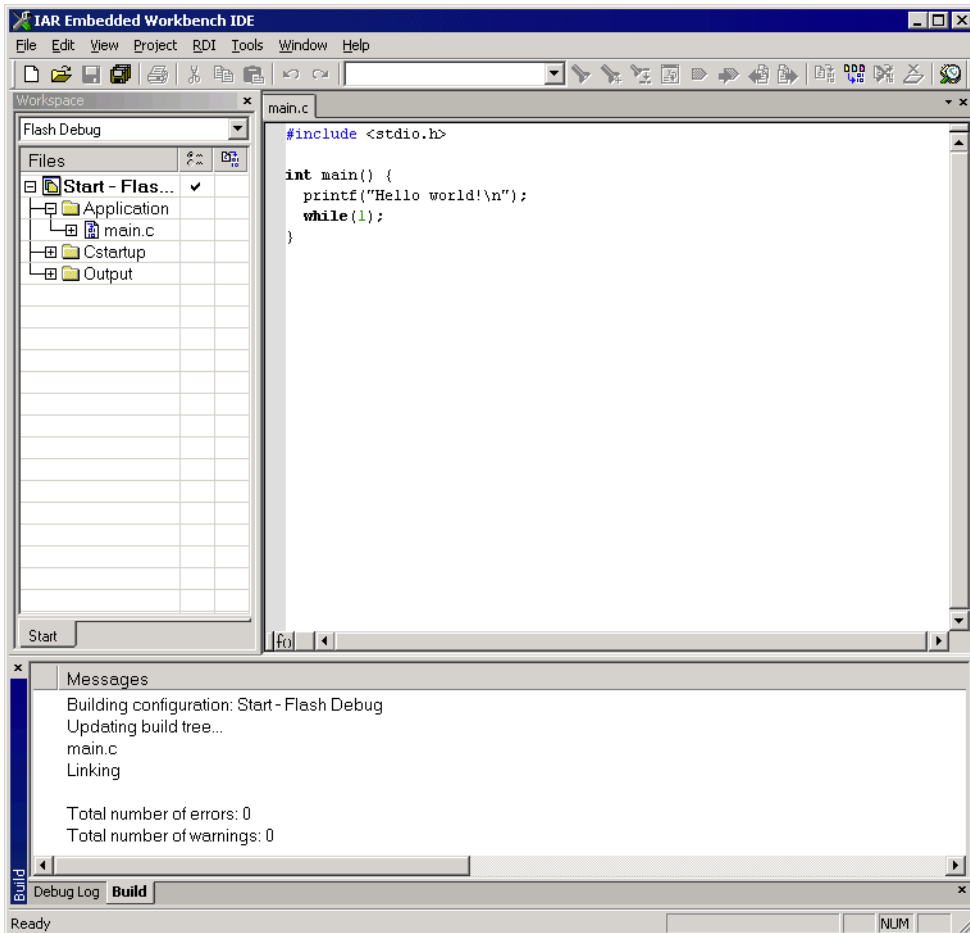 IAR Embedded Workbench IDE
File Edit View Project RDI Tools Window Help
Workspace
Flash Debug
Files
Start - Flas...
Application
main.c
Cstartup
Output
Start
main.c
#include <stdio.h>
int main() {
printf("Hello world!\n");
while(1);
}
f()
Messages
Building configuration: Start - Flash Debug
Updating build tree...
main.c
Linking
Total number of errors: 0
Total number of warnings: 0
Build
Debug Log Build
Ready
NUM